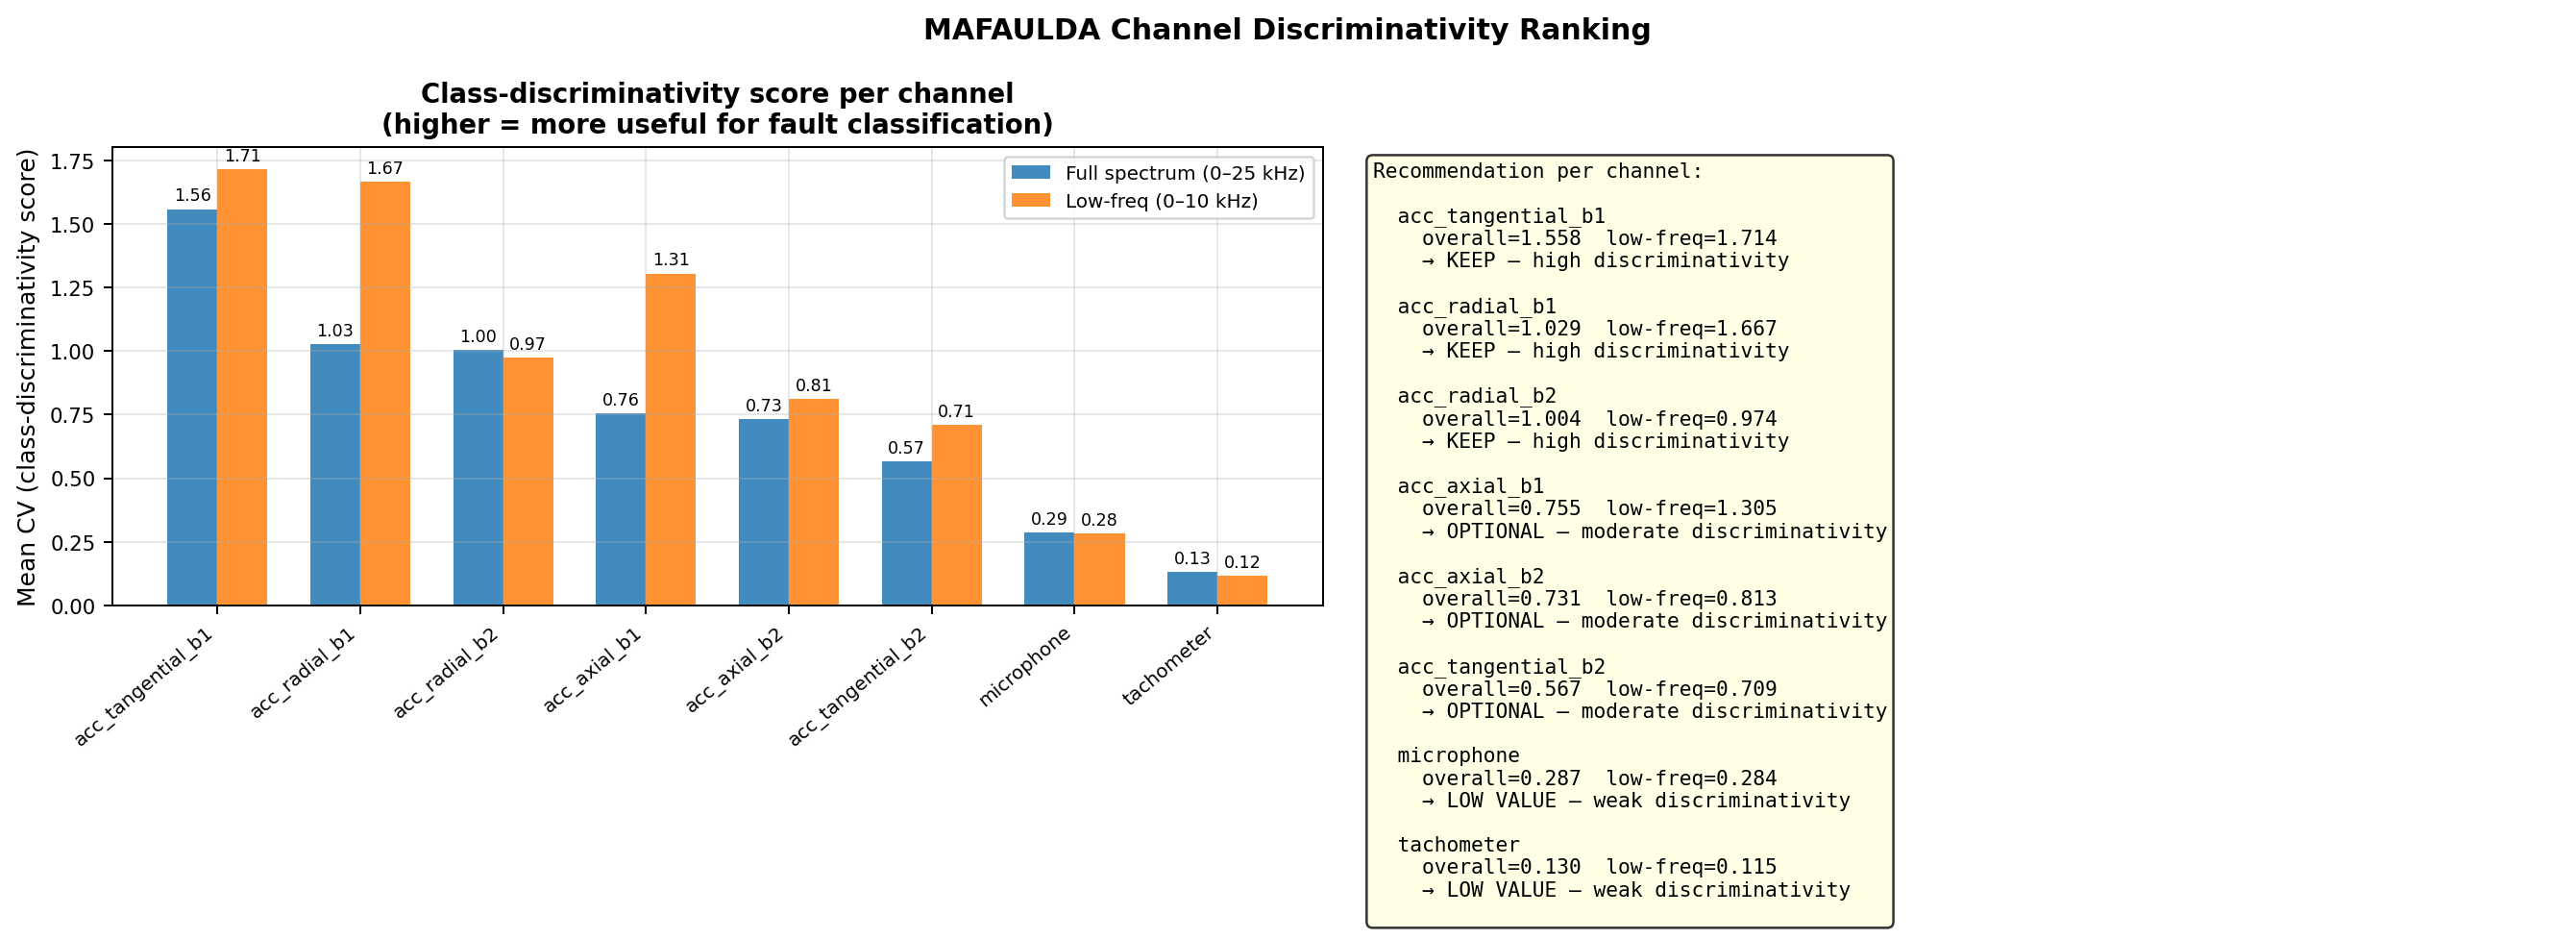 MAFAULDA Channel Discriminativity Ranking
Class-discriminativity score per channel
(higher = more useful for fault classification)
Mean CV (class-discriminativity score)
1.75
1.50
1.25
1.00
0.75
0.50
0.25
0.00
Full spectrum (0–25 kHz)
Low-freq (0–10 kHz)
1.56
1.71
1.03
1.67
1.00
0.97
0.76
1.31
0.73
0.81
0.57
0.71
0.29
0.28
0.13
0.12
acc_tangential_b1
acc_radial_b1
acc_radial_b2
acc_axial_b1
acc_axial_b2
acc_tangential_b2
microphone
tachometer
Recommendation per channel:
acc_tangential_b1
overall=1.558  low-freq=1.714
→ KEEP — high discriminativity
acc_radial_b1
overall=1.029  low-freq=1.667
→ KEEP — high discriminativity
acc_radial_b2
overall=1.004  low-freq=0.974
→ KEEP — high discriminativity
acc_axial_b1
overall=0.755  low-freq=1.305
→ OPTIONAL — moderate discriminativity
acc_axial_b2
overall=0.731  low-freq=0.813
→ OPTIONAL — moderate discriminativity
acc_tangential_b2
overall=0.567  low-freq=0.709
→ OPTIONAL — moderate discriminativity
microphone
overall=0.287  low-freq=0.284
→ LOW VALUE — weak discriminativity
tachometer
overall=0.130  low-freq=0.115
→ LOW VALUE — weak discriminativity